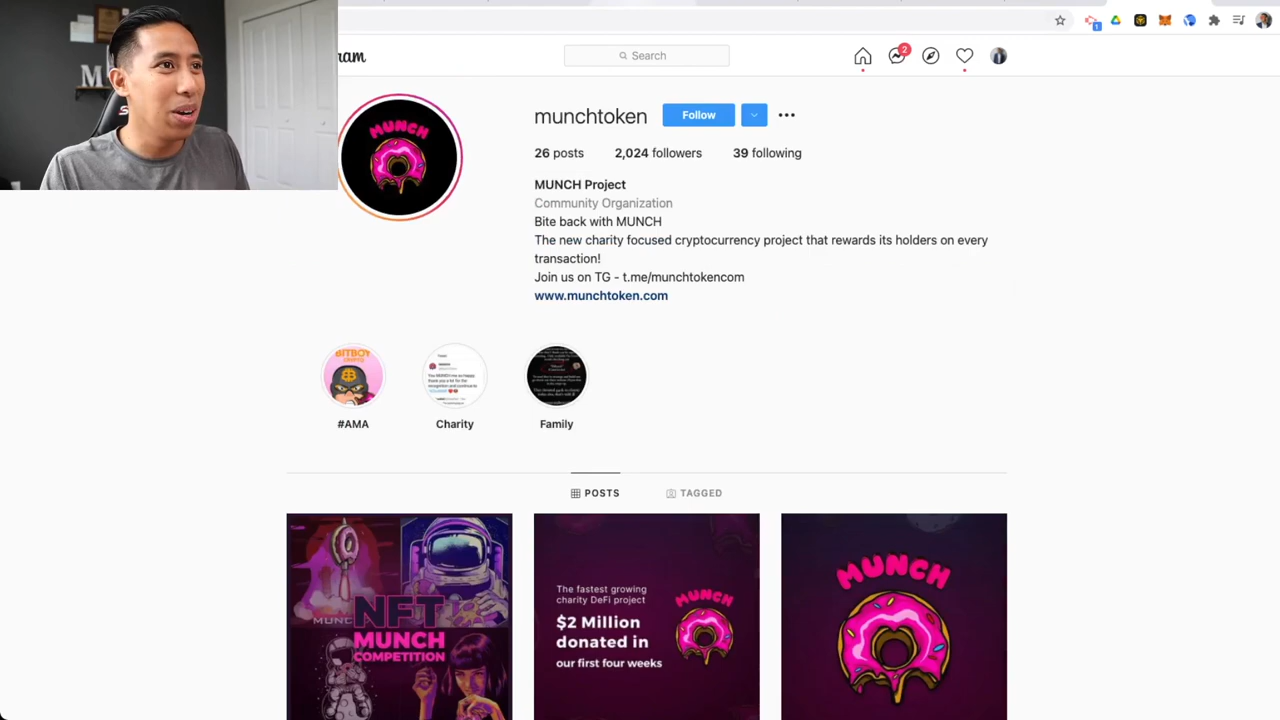 ram
Search
2
1
munchtoken
Follow
26 posts
2,024 followers
39 following
MUNCH Project
Community Organization
Bite back with MUNCH
The new charity focused cryptocurrency project that rewards its holders on every
transaction!
Join us on TG - t.me/munchtokencom
www.munchtoken.com
MUNCH
BITBOY
#AMA
Charity
Family
POSTS
TAGGED
NFT
MUNCH
COMPETITION
The fastest growing
charity DeFi project
$2 Million
donated in
our first four weeks
MUNCH
MUNCH